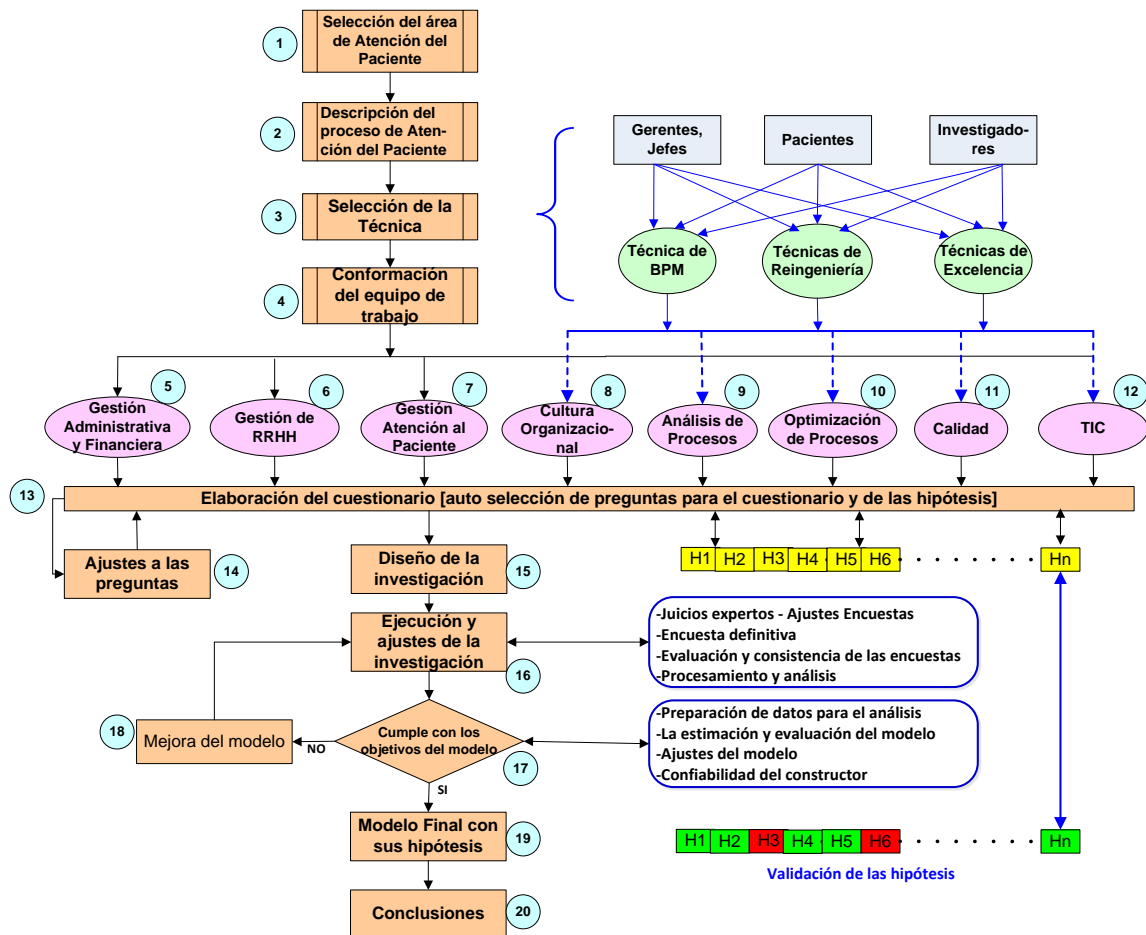 1
Selección del área
de Atención del
Paciente
2
Descripción del
proceso de Aten-
ción del Paciente
3
Selección de la
Técnica
4
Conformación
del equipo de
trabajo
Gerentes,
Jefes
Pacientes
Investigado-
res
Técnica de
BPM
Técnicas de
Reingeniería
Técnicas de
Excelencia
5
6
7
8
9
10
11
12
Gestión
Administrativa
y Financiera
Gestión de
RRHH
Gestión
Atención al
Paciente
Cultura
Organizacio-
nal
Análisis de
Procesos
Optimización
de Procesos
Calidad
TIC
13
Elaboración del cuestionario [auto selección de preguntas para el cuestionario y de las hipótesis]
Ajustes a las
preguntas
14
Diseño de la
investigación
15
H1 H2 H3 H4 H5 H6 . . . . . . . . . . Hn
Ejecución y
ajustes de la
investigación
16
-Juicios expertos - Ajustes Encuestas
-Encuesta definitiva
-Evaluación y consistencia de las encuestas
-Procesamiento y análisis
18
Mejora del modelo
NO
Cumple con los
objetivos del modelo
17
SI
-Preparación de datos para el análisis
-La estimación y evaluación del modelo
-Ajustes del modelo
-Confiabilidad del constructor
Modelo Final con
sus hipótesis
19
H1 H2 H3 H4 H5 H6 . . . . . . . . . . Hn
Validación de las hipótesis
Conclusiones
20